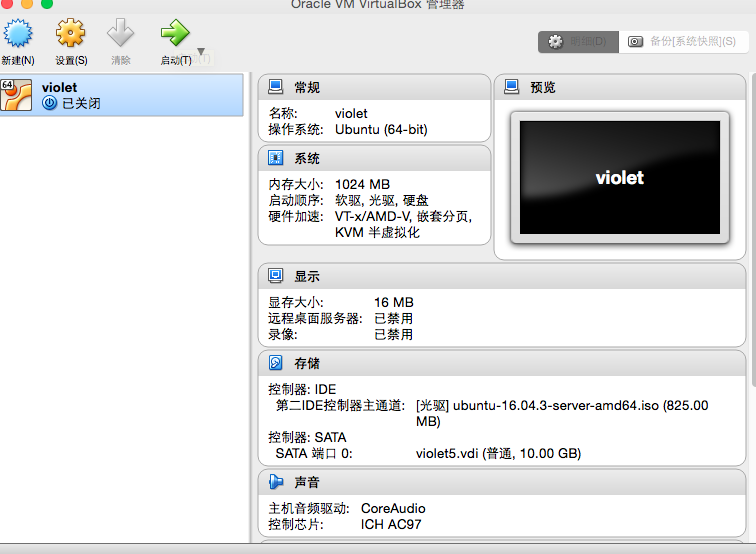 Oracle VM VirtualBox 管理器
新建(N)
设置(S)
清除
启动(T)
明细(D)
备份[系统快照](S)
64
violet
已关闭
常规
名称: violet
操作系统: Ubuntu (64-bit)
系统
内存大小: 1024 MB
启动顺序: 软驱, 光驱, 硬盘
硬件加速: VT-x/AMD-V, 嵌套分页,
KVM 半虚拟化
预览
violet
显示
显存大小: 16 MB
远程桌面服务器: 已禁用
录像: 已禁用
存储
控制器: IDE
第二IDE控制器主通道: [光驱] ubuntu-16.04.3-server-amd64.iso (825.00
MB)
控制器: SATA
SATA 端口 0: violet5.vdi (普通, 10.00 GB)
声音
主机音频驱动: CoreAudio
控制芯片: ICH AC97